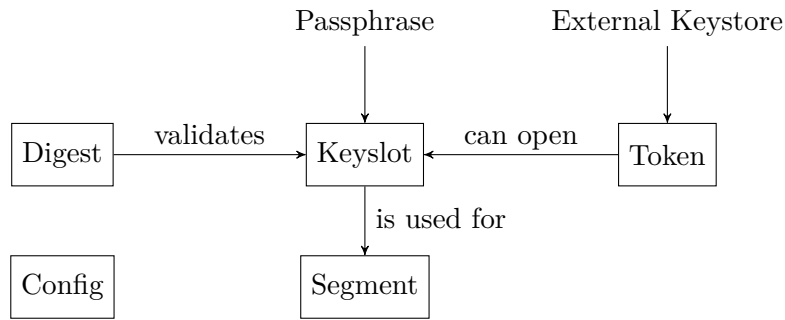 Passphrase
External Keystore
Digest
validates
Keyslot
can open
Token
is used for
Config
Segment